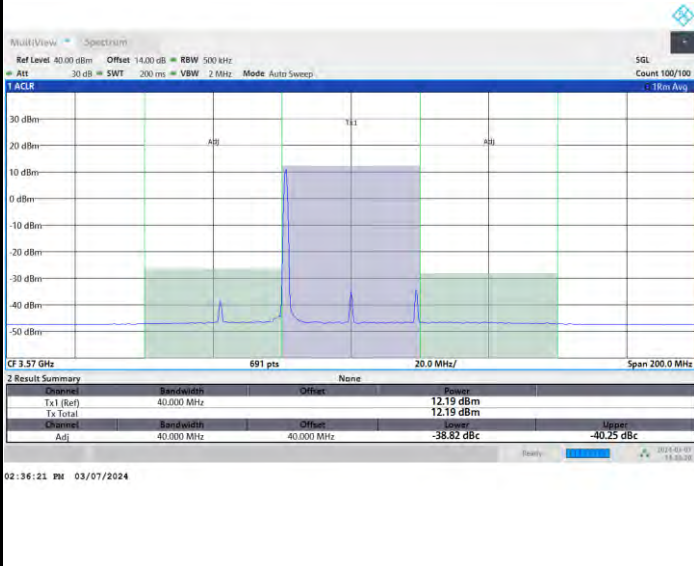 MultiView Spectrum
Ref Level 40.00 dBm Offset 14.00 dB RBW 500 kHz SGL
Att 30 dB SWT 200 ms VBW 2 MHz Mode Auto Sweep Count 100/100
1 ACLR 1Rm Avg
Tx1
Adj Adj
30 dBm
20 dBm
10 dBm
0 dBm
-10 dBm
-20 dBm
-30 dBm
-40 dBm
-50 dBm
CF 3.57 GHz 691 pts 20.0 MHz/ Span 200.0 MHz
2 Result Summary None
Channel Bandwidth Offset Power
Tx1 (Ref) 40.000 MHz 12.19 dBm
Tx Total 12.19 dBm
Channel Bandwidth Offset Lower Upper
Adj 40.000 MHz 40.000 MHz -38.82 dBc -40.25 dBc
Ready
02:36:21 PM 03/07/2024